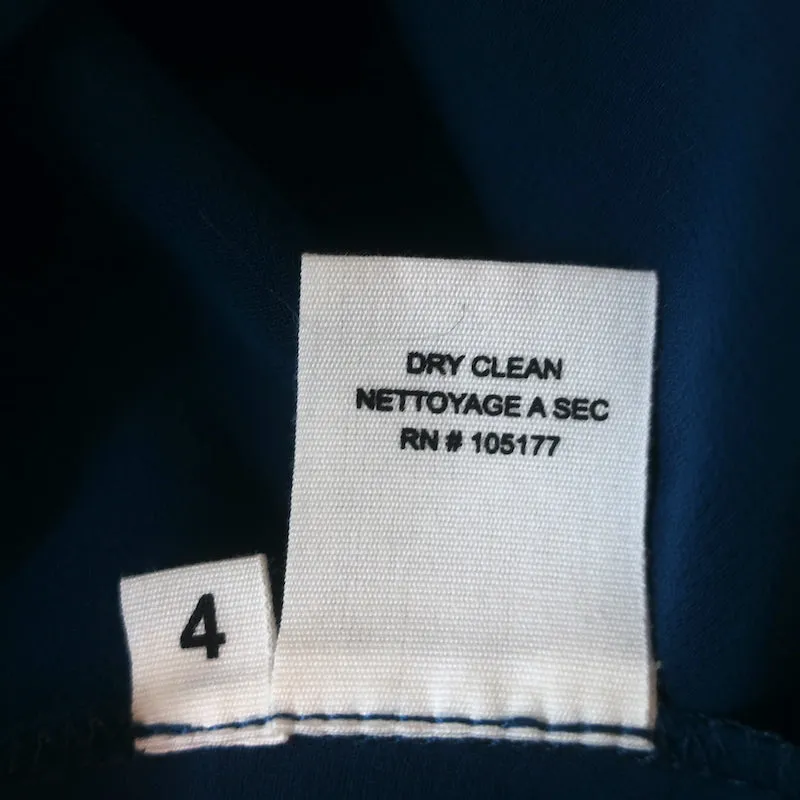 DRY CLEAN
NETTOYAGE A SEC
RN # 105177
4